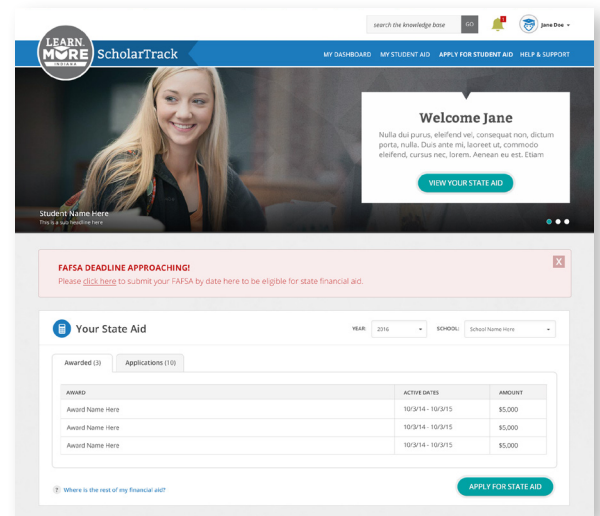 search the knowledge base
GO
1
Jane Doe
LEARN
MORE
INDIANA
ScholarTrack
MY DASHBOARD
MY STUDENT AID
APPLY FOR STUDENT AID
HELP & SUPPORT
Welcome Jane
Nulla dui purus, eleifend vel, consequat non, dictum
porta, nulla. Duis ante mi, laoreet ut, commodo
eleifend, cursus nec, lorem. Aenean eu est. Etiam
VIEW YOUR STATE AID
Student Name Here
This is a sub headline here
FAFSA DEADLINE APPROACHING!
X
Please click here to submit your FAFSA by date here to be eligible for state financial aid.
Your State Aid
YEAR: 2016
SCHOOL: School Name Here
Awarded (3)
Applications (10)
AWARD ACTIVE DATES AMOUNT
Award Name Here 10/3/14 - 10/3/15 $5,000
Award Name Here 10/3/14 - 10/3/15 $5,000
Award Name Here 10/3/14 - 10/3/15 $5,000
? Where is the rest of my financial aid?
APPLY FOR STATE AID